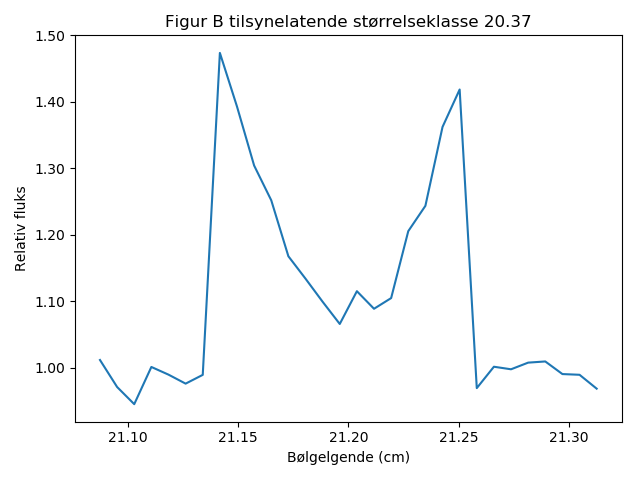 Figur B tilsynelatende størrelseklasse 20.37
1.50
1.40
1.30
1.20
1.10
1.00
Relativ fluks
21.10 21.15 21.20 21.25 21.30
Bølgelgende (cm)